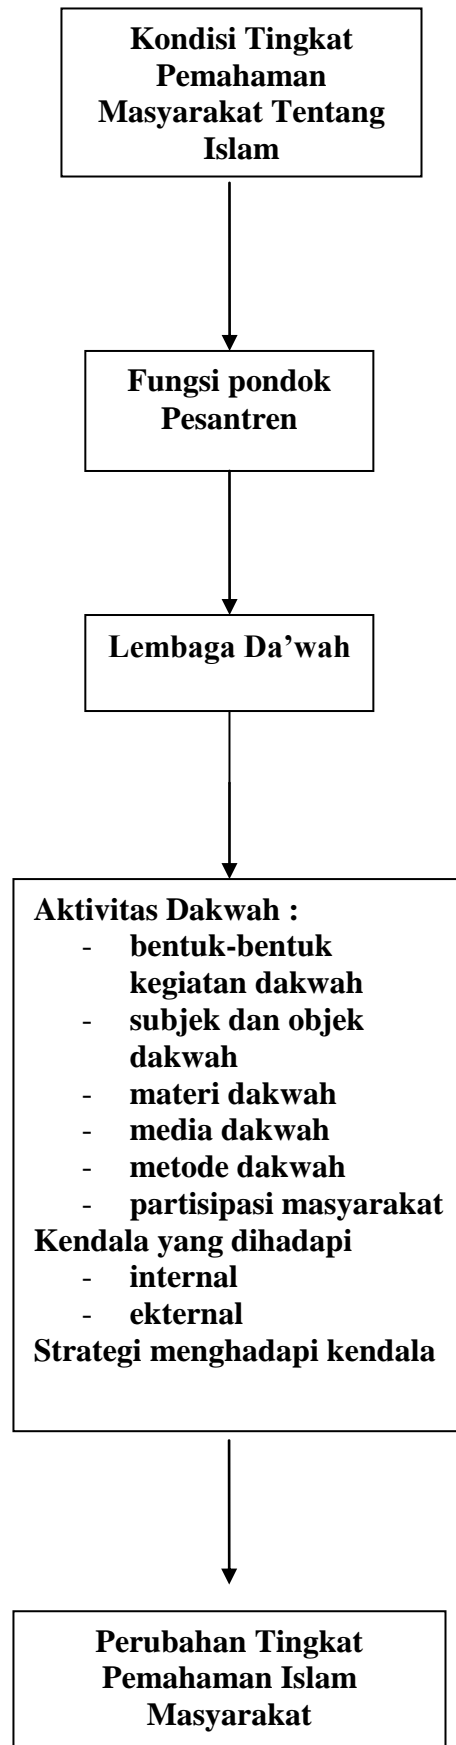 Kondisi Tingkat
Pemahaman
Masyarakat Tentang
Islam
Fungsi pondok
Pesantren
Lembaga Da’wah
Aktivitas Dakwah :
- bentuk-bentuk
kegiatan dakwah
- subjek dan objek
dakwah
- materi dakwah
- media dakwah
- metode dakwah
- partisipasi masyarakat
Kendala yang dihadapi
- internal
- ekternal
Strategi menghadapi kendala
Perubahan Tingkat
Pemahaman Islam
Masyarakat